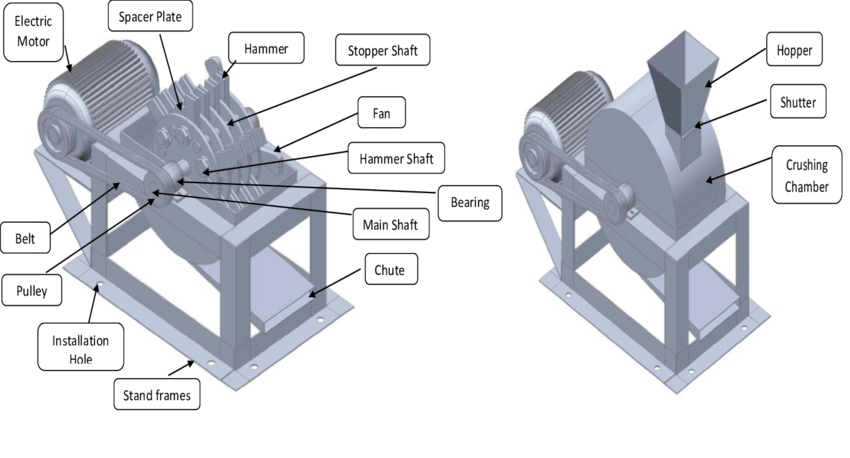 Electric
Motor
Spacer Plate
Hammer
Stopper Shaft
Fan
Hammer Shaft
Bearing
Main Shaft
Belt
Pulley
Chute
Installation
Hole
Stand frames
Hopper
Shutter
Crushing
Chamber